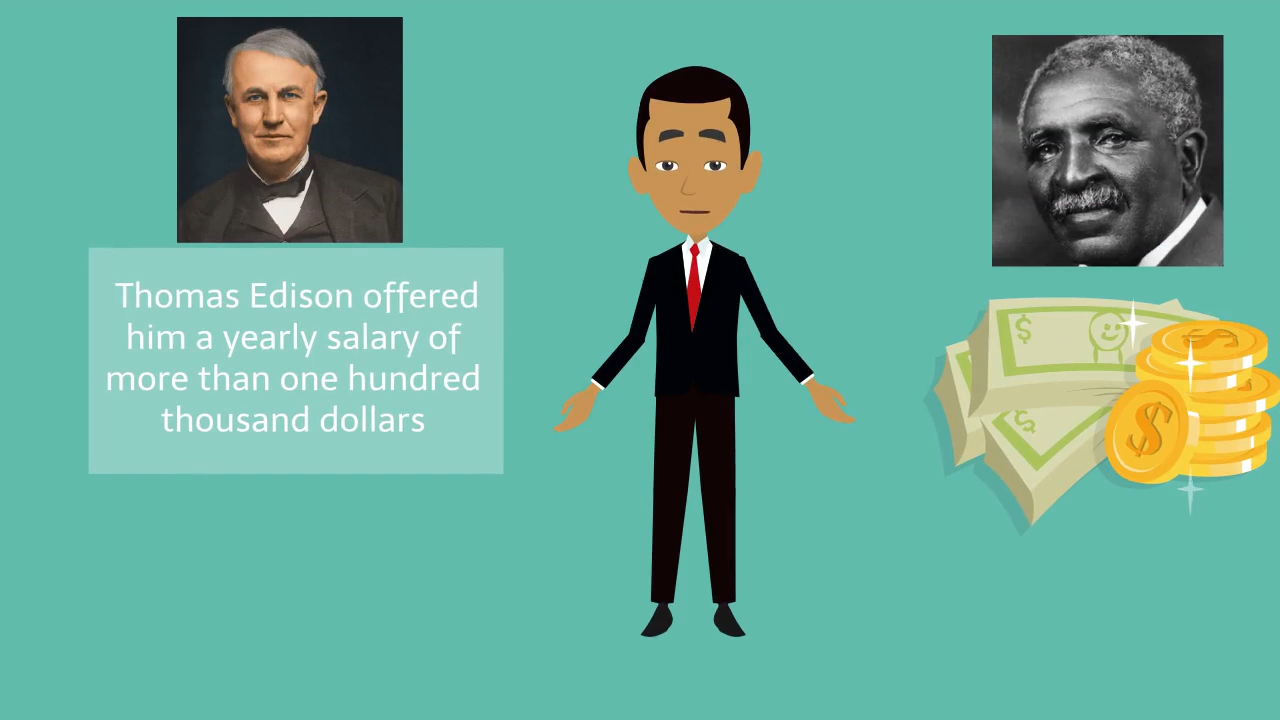 Thomas Edison offered
him a yearly salary of
more than one hundred
thousand dollars
$
$
$